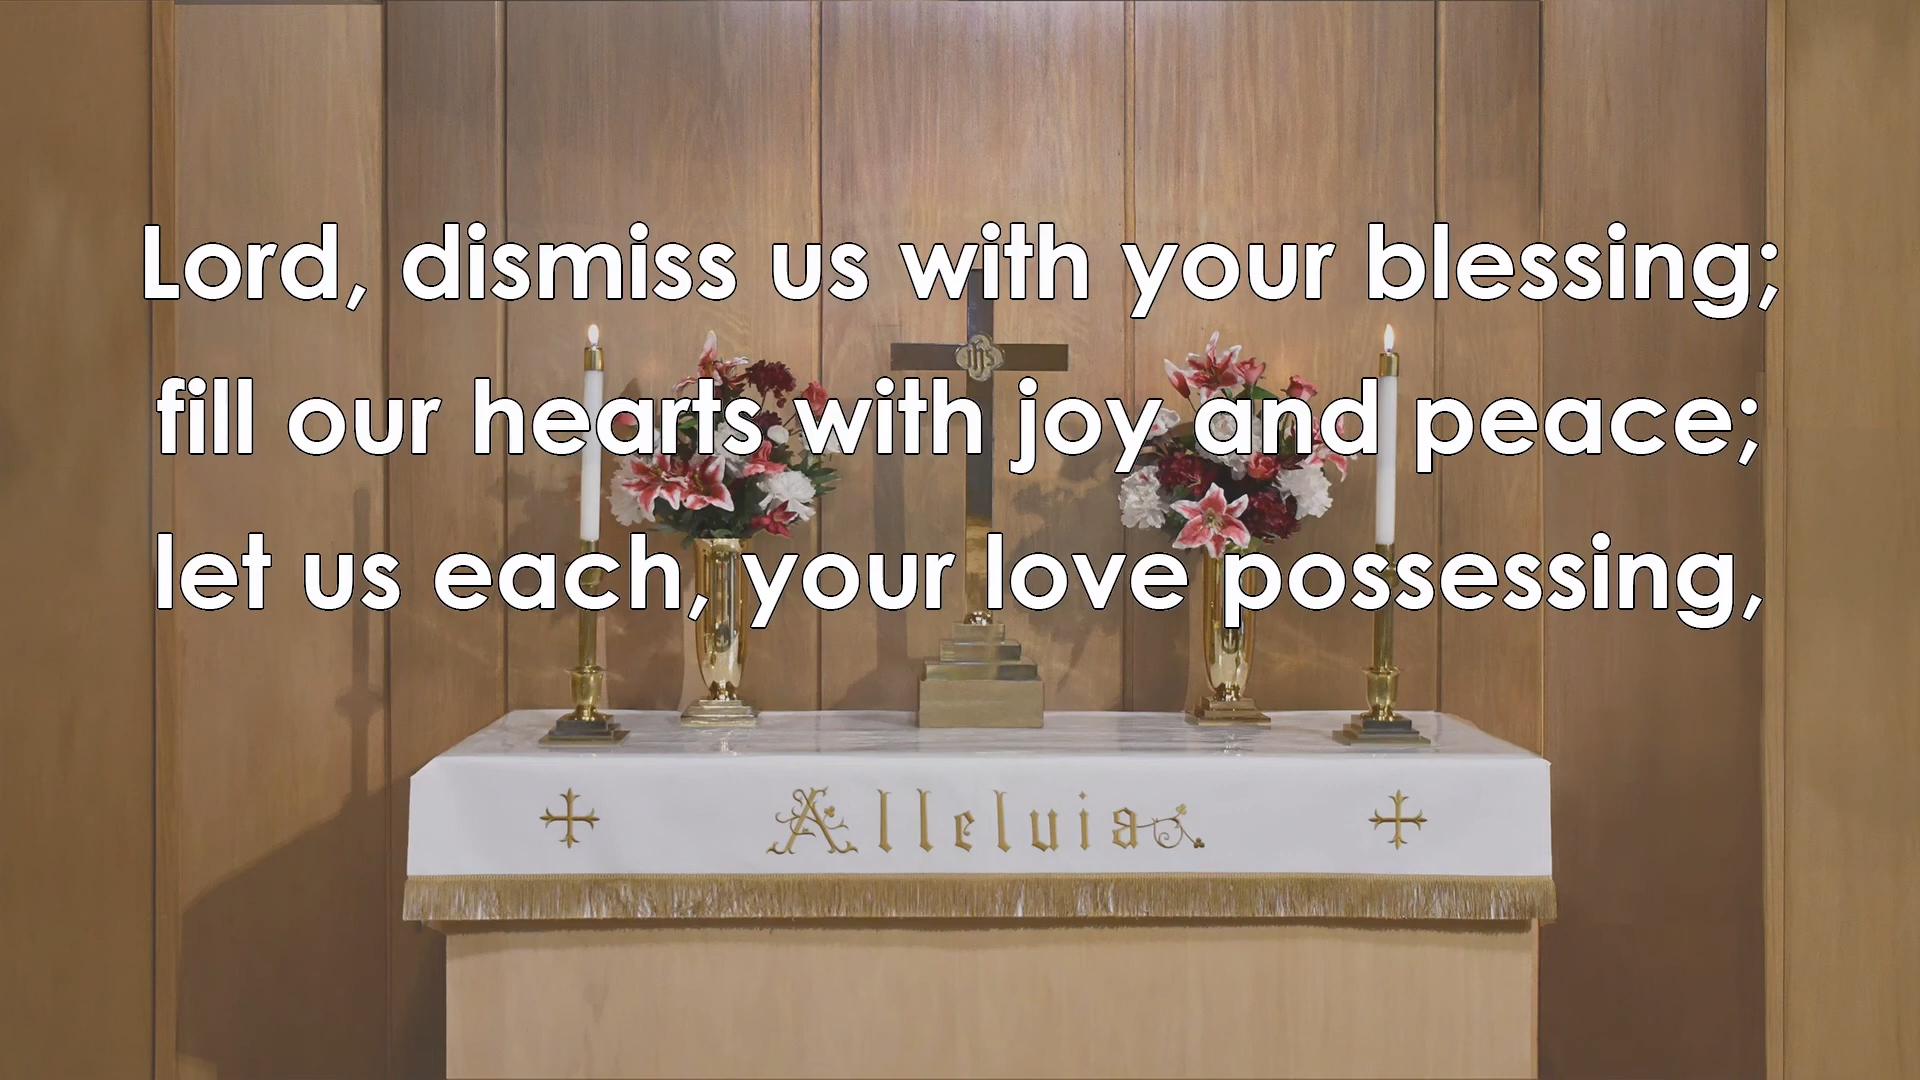 Lord, dismiss us with your blessing;
fill our hearts with joy and peace;
let us each, your love possessing,
ihs
Alleluia